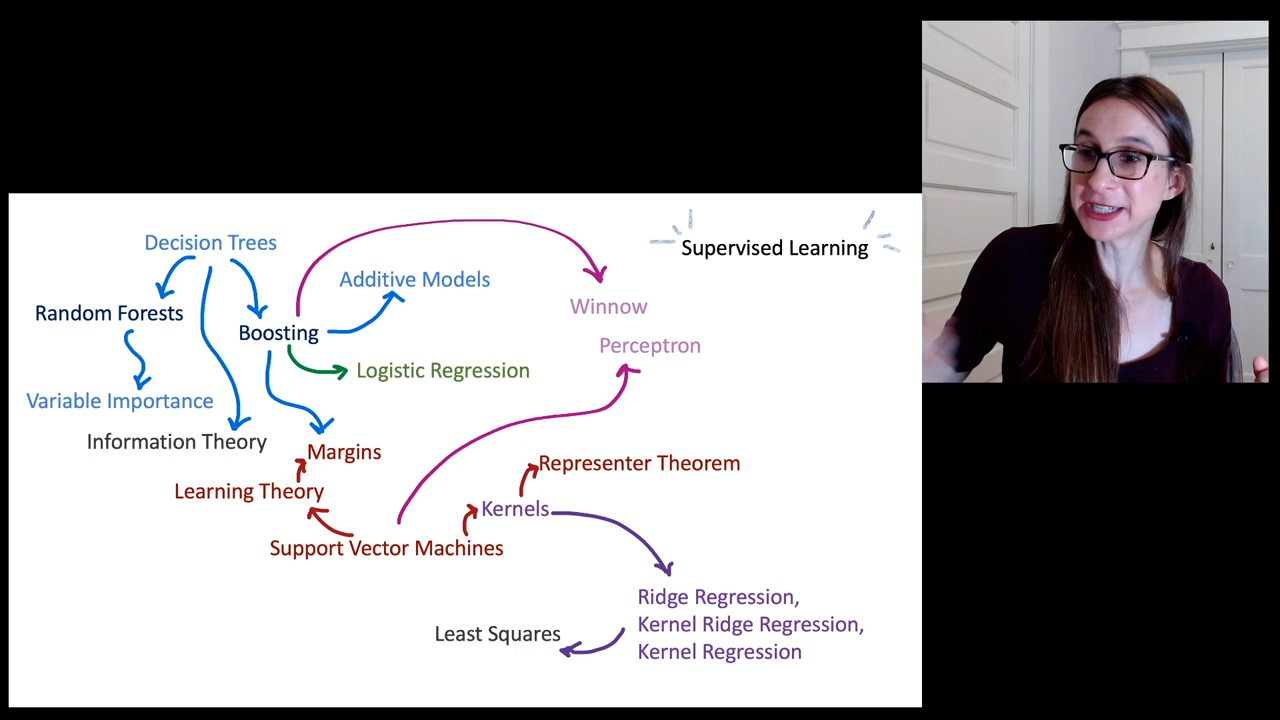 Decision Trees
Supervised Learning
Additive Models
Winnow
Random Forests
Boosting
Perceptron
Logistic Regression
Variable Importance
Information Theory
Margins
Representer Theorem
Learning Theory
Kernels
Support Vector Machines
Ridge Regression,
Kernel Ridge Regression,
Kernel Regression
Least Squares